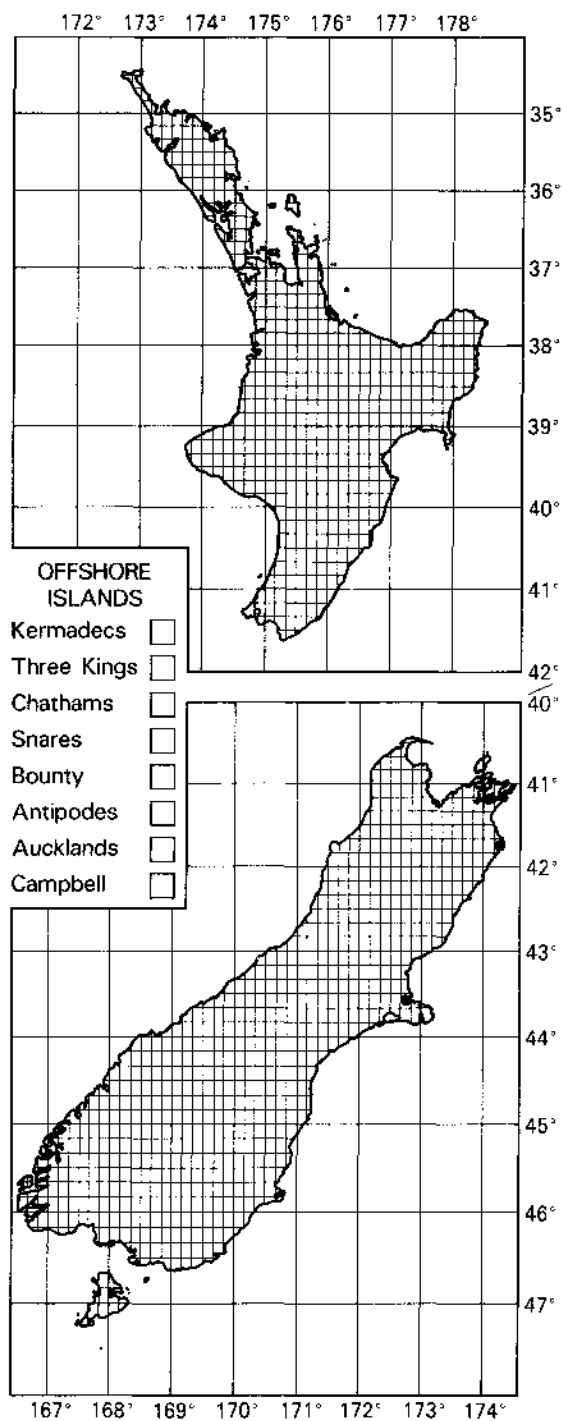 172° 173° 174° 175° 176° 177° 178°
35°
36°
37°
38°
39°
40°
41°
42°
OFFSHORE
ISLANDS
Kermadecs
Three Kings
Chathams
Snares
Bounty
Antipodes
Aucklands
Campbell
40°
41°
42°
43°
44°
45°
46°
47°
167° 168° 169° 170° 171° 172° 173° 174°